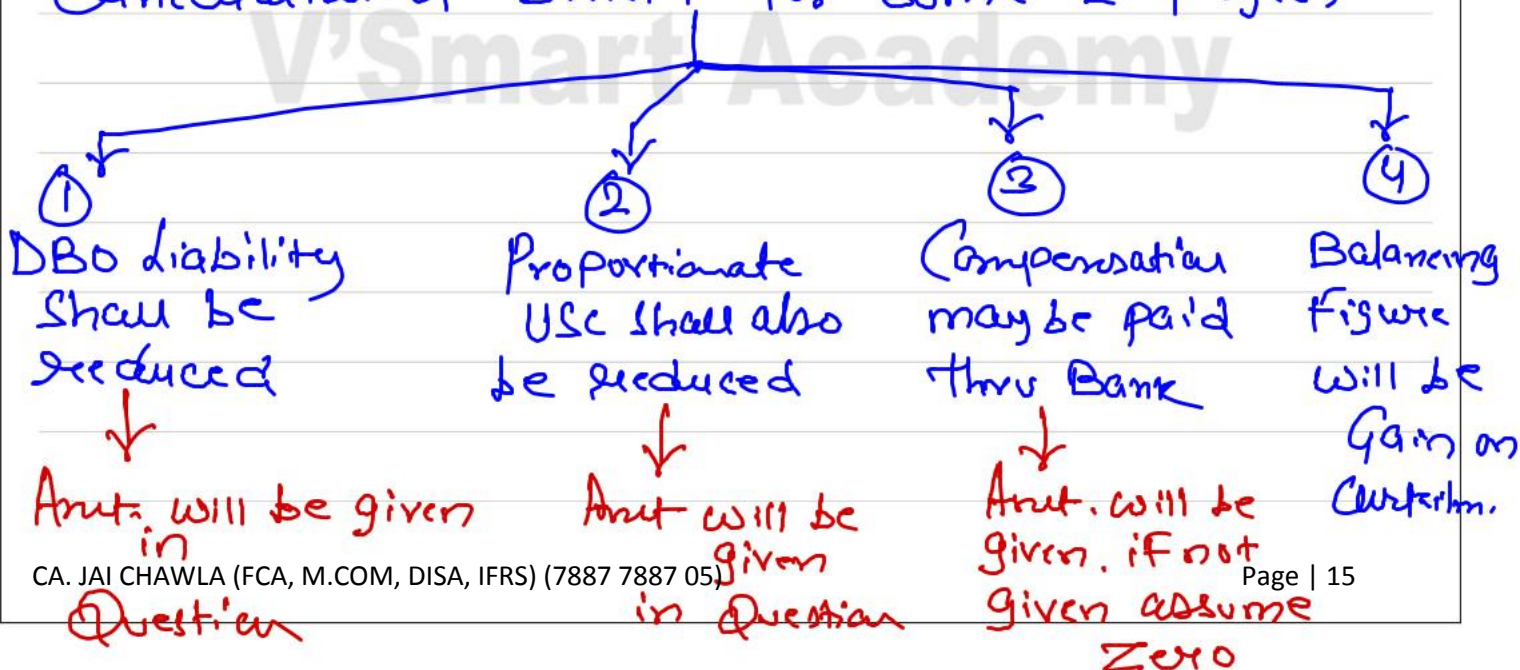 V'Smart Academy
1
DBO Liability
Shall be
reduced
Amt. will be given
in
Question
2
Proportionate
USC shall also
be reduced
Amt will be
given
in Question
3
Compensation
may be paid
thru Bank
Amt. will be
given. if not
given assume
Zero
4
Balancing
Figure
will be
Gain on
CA. JAI CHAWLA (FCA, M.COM, DISA, IFRS) (7887 7887 05)
Page | 15